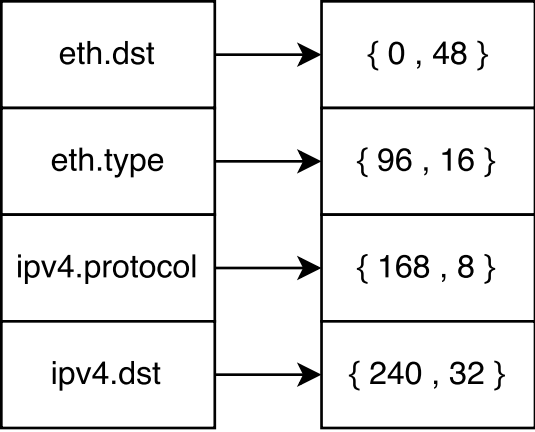 eth.dst { 0 , 48 }
eth.type { 96 , 16 }
ipv4.protocol { 168 , 8 }
ipv4.dst { 240 , 32 }